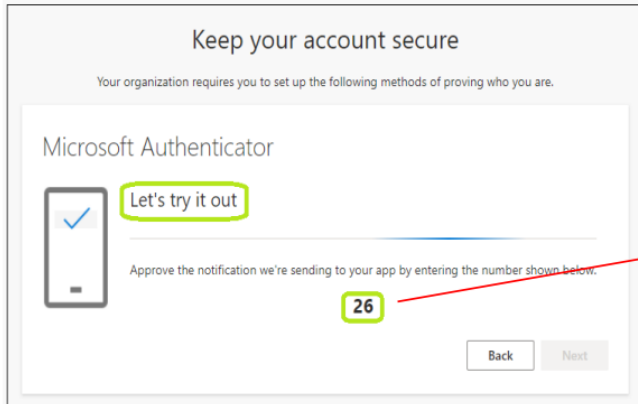 Keep your account secure
Your organization requires you to set up the following methods of proving who you are.
Microsoft Authenticator
Let's try it out
Approve the notification we're sending to your app by entering the number shown below.
26
Back
Next